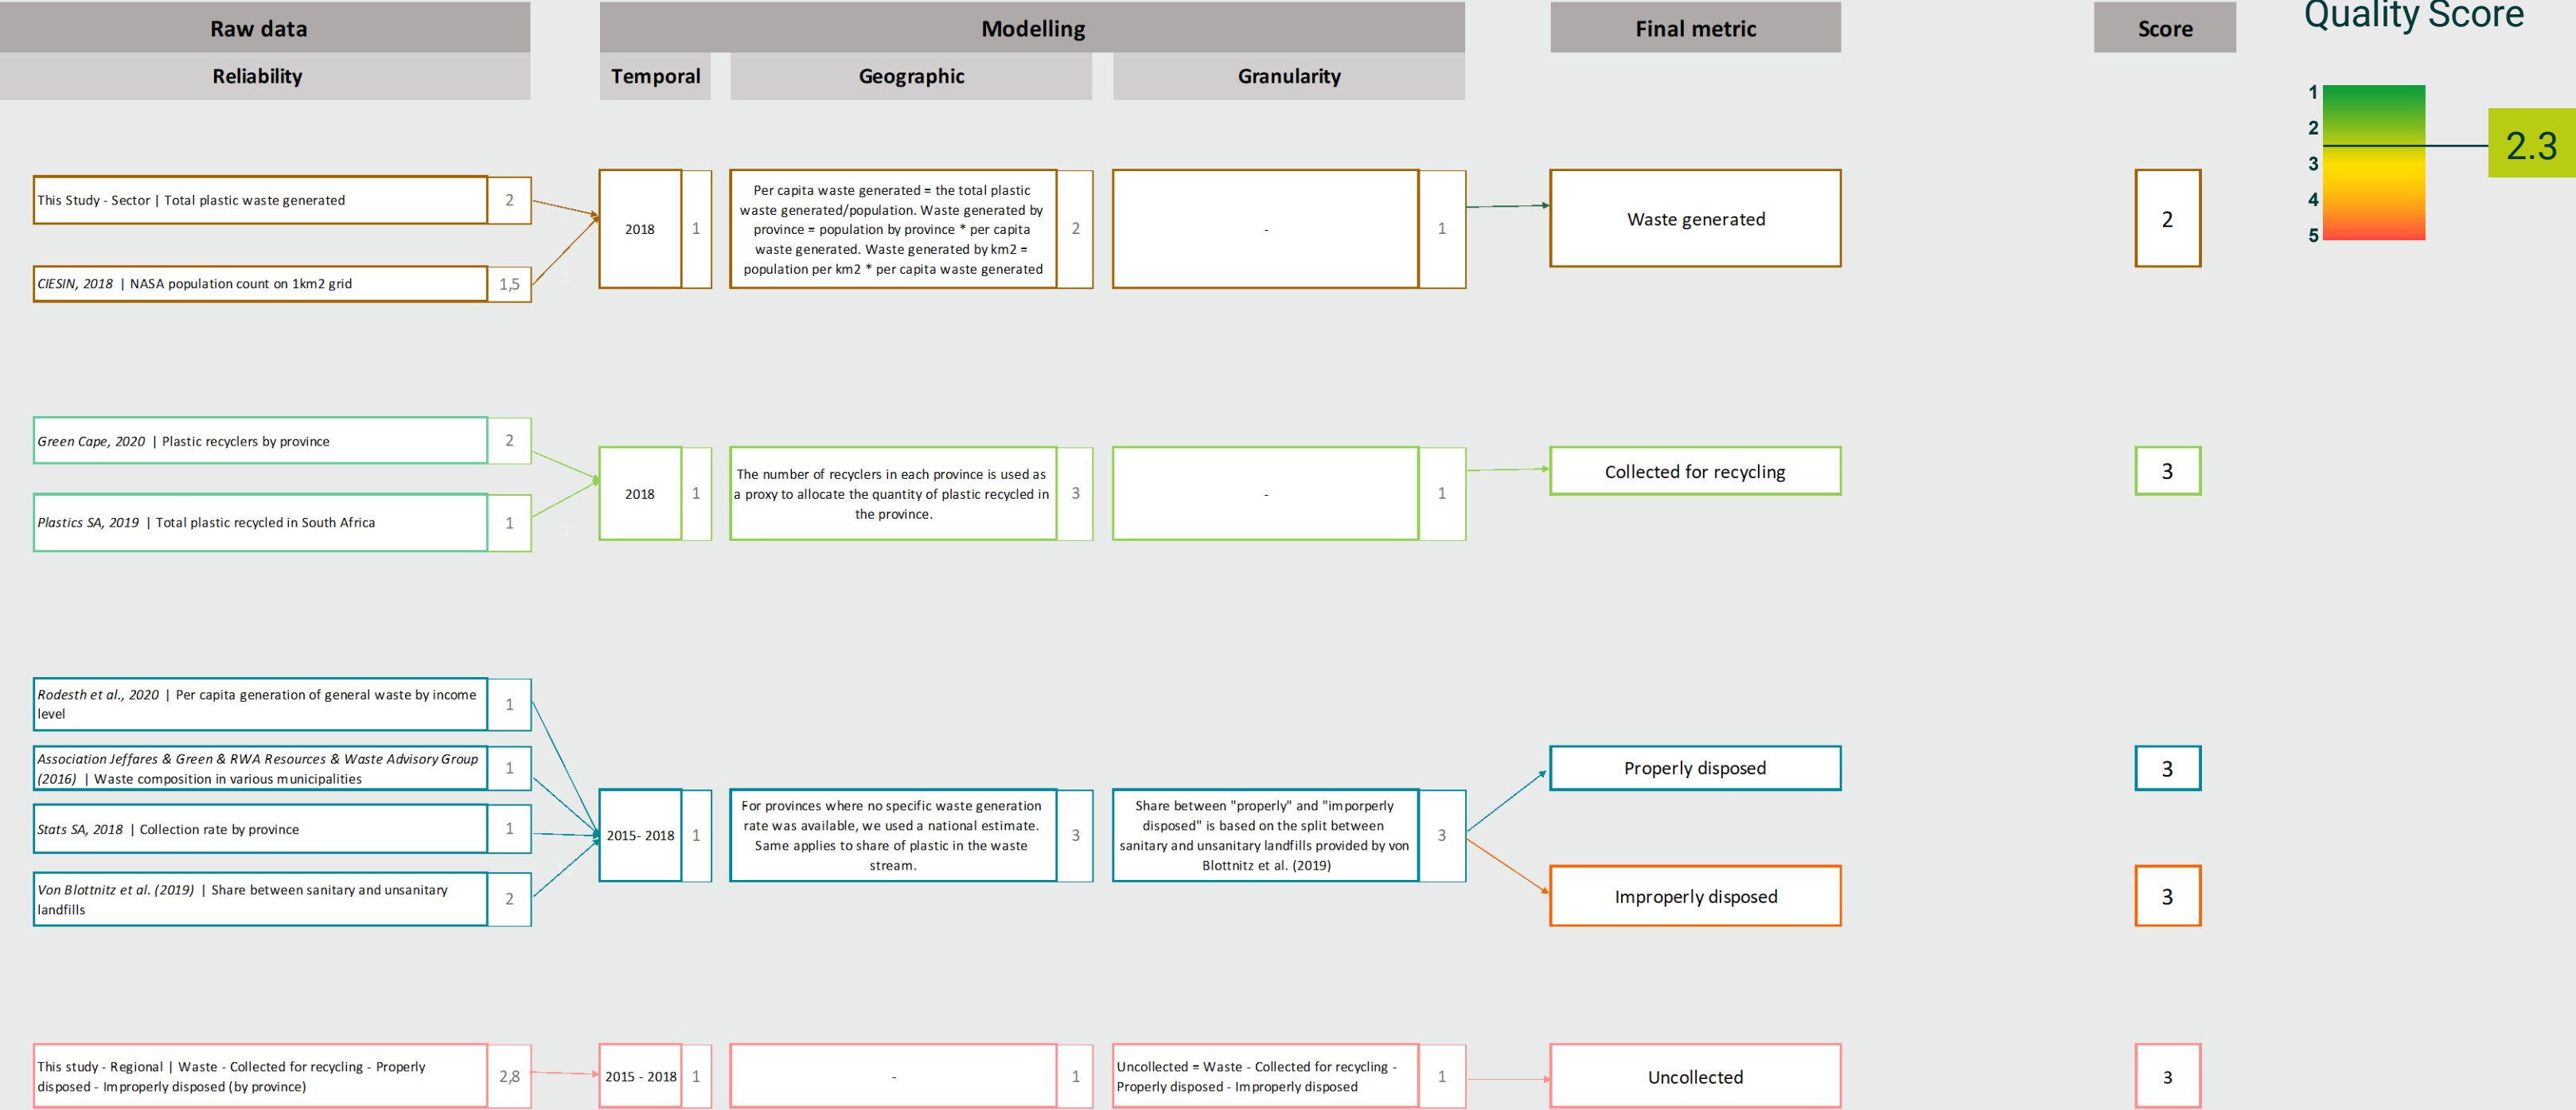 Raw data
Modelling
Final metric
Score
Quality Score
Reliability
Temporal
Geographic
Granularity
1
2
3
4
5
2.3
This Study - Sector | Total plastic waste generated
2
CIESIN, 2018 | NASA population count on 1km2 grid
1,5
2018
1
Per capita waste generated = the total plastic
waste generated/population. Waste generated by
province = population by province * per capita
waste generated. Waste generated by km2 =
population per km2 * per capita waste generated
2
-
1
Waste generated
2
Green Cape, 2020 | Plastic recyclers by province
2
Plastics SA, 2019 | Total plastic recycled in South Africa
1
2018
1
The number of recyclers in each province is used as
a proxy to allocate the quantity of plastic recycled in
the province.
3
-
1
Collected for recycling
3
Rodesth et al., 2020 | Per capita generation of general waste by income
level
1
Association Jeffares & Green & RWA Resources & Waste Advisory Group
(2016) | Waste composition in various municipalities
1
Stats SA, 2018 | Collection rate by province
1
Von Blottnitz et al. (2019) | Share between sanitary and unsanitary
landfills
2
2015- 2018
1
For provinces where no specific waste generation
rate was available, we used a national estimate.
Same applies to share of plastic in the waste
stream.
3
Share between "properly" and "imporperly
disposed" is based on the split between
sanitary and unsanitary landfills provided by von
Blottnitz et al. (2019)
3
Properly disposed
3
Improperly disposed
3
This study - Regional | Waste - Collected for recycling - Properly
disposed - Improperly disposed (by province)
2,8
2015 - 2018
1
-
1
Uncollected = Waste - Collected for recycling -
Properly disposed - Improperly disposed
1
Uncollected
3